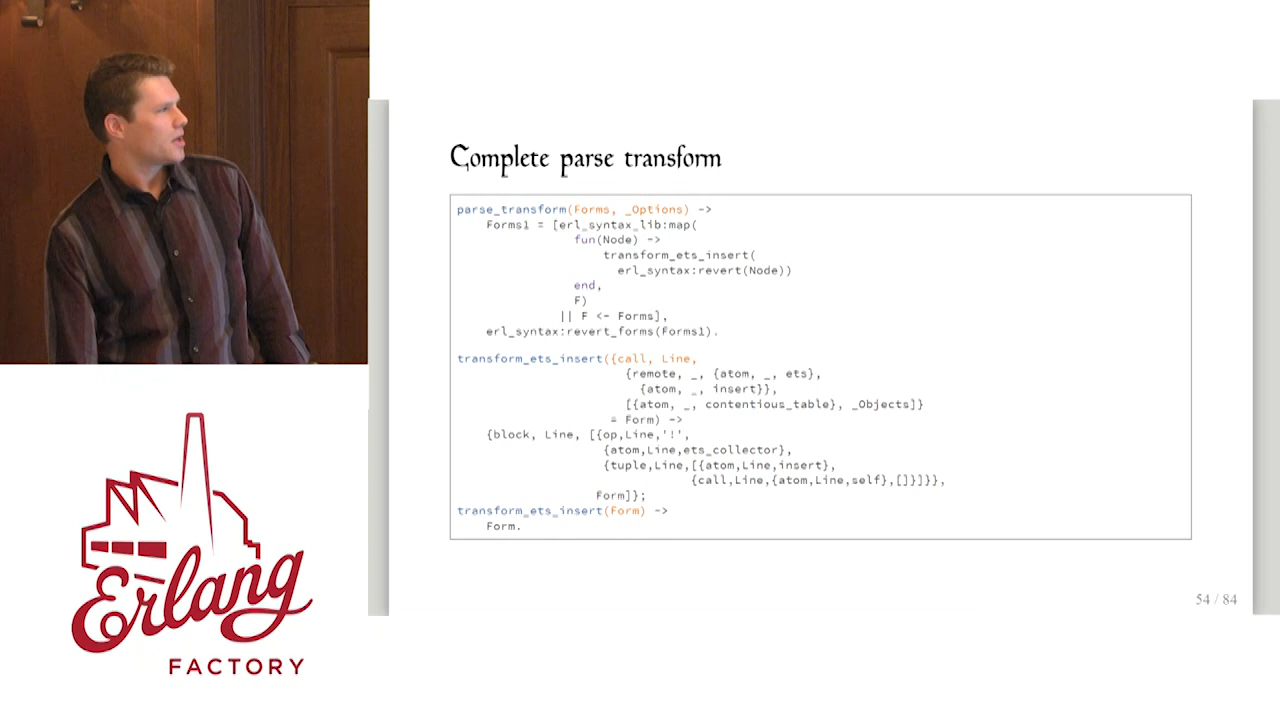 Complete parse transform
parse_transform(Forms, _Options) ->
    Forms1 = [erl_syntax_lib:map(
                fun(Node) ->
                    transform_ets_insert(
                      erl_syntax:revert(Node))
                end,
                F)
              || F <- Forms],
    erl_syntax:revert_forms(Forms1).
transform_ets_insert({call, Line,
                       {remote, _, {atom, _, ets},
                         {atom, _, insert}},
                       [{atom, _, contentious_table}, _Objects]}
                     = Form) ->
    {block, Line, [{op,Line,'!',
                    {atom,Line,ets_collector},
                    {tuple,Line,[{atom,Line,insert},
                                {call,Line,{atom,Line,self},[]}]}},
                   Form]};
transform_ets_insert(Form) ->
    Form.
54 / 84
Erlang
FACTORY